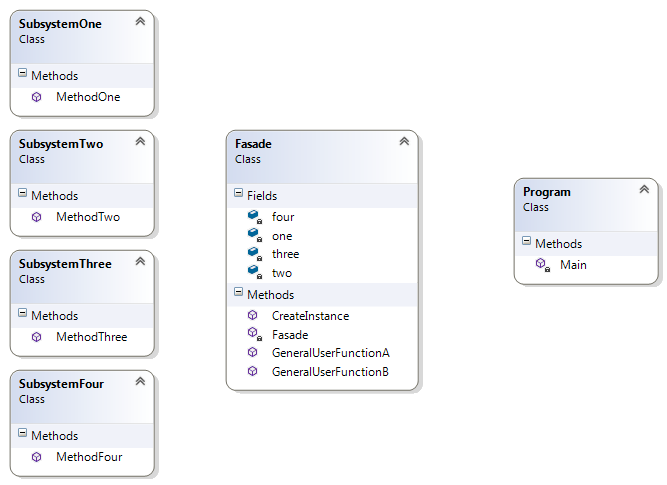 SubsystemOne
Class
Methods
MethodOne
SubsystemTwo
Class
Methods
MethodTwo
SubsystemThree
Class
Methods
MethodThree
SubsystemFour
Class
Methods
MethodFour
Fasade
Class
Fields
four
one
three
two
Methods
CreateInstance
Fasade
GeneralUserFunctionA
GeneralUserFunctionB
Program
Class
Methods
Main